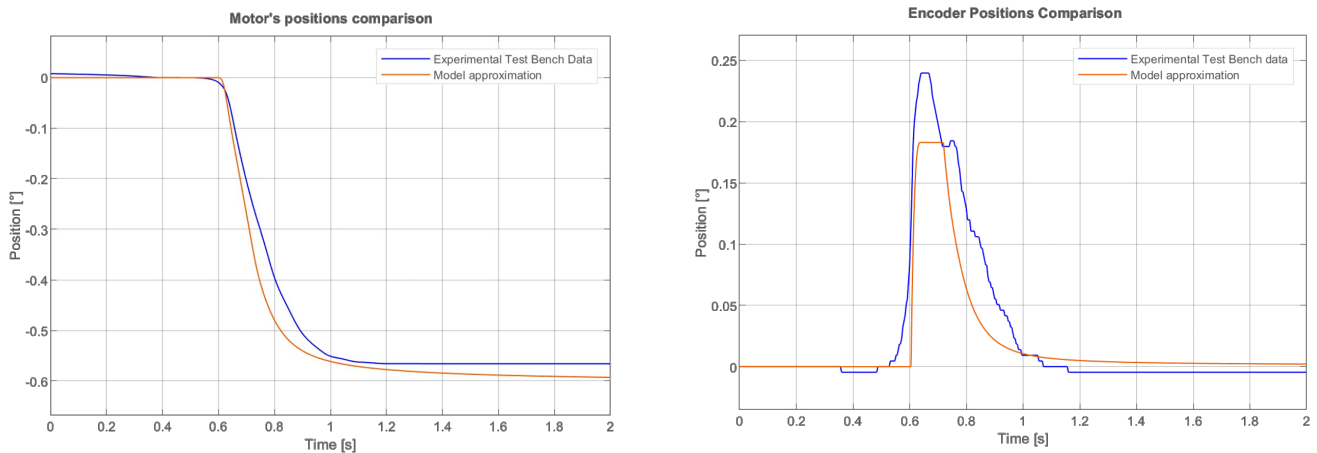 Motor's positions comparison
Experimental Test Bench Data
Model approximation
0
-0.1
-0.2
-0.3
-0.4
-0.5
-0.6
Position [°]
0 0.2 0.4 0.6 0.8 1 1.2 1.4 1.6 1.8 2
Time [s]
Encoder Positions Comparison
Experimental Test Bench data
Model approximation
0.25
0.2
0.15
0.1
0.05
0
Position [°]
0 0.2 0.4 0.6 0.8 1 1.2 1.4 1.6 1.8 2
Time [s]